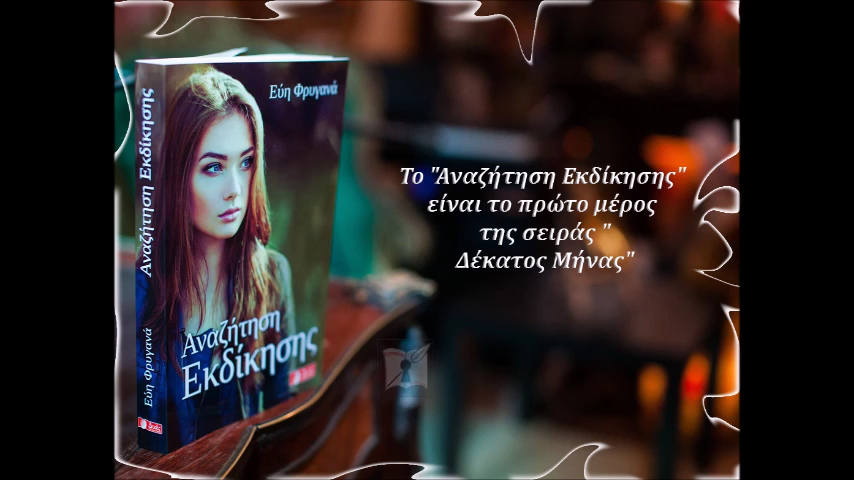 Εύη Φρυγανά
Αναζήτηση Εκδίκησης
Εύη Φρυγανά
Αναζήτηση
Εκδίκησης
Το "Αναζήτηση Εκδίκησης"
είναι το πρώτο μέρος
της σειράς "
Δέκατος Μήνας"